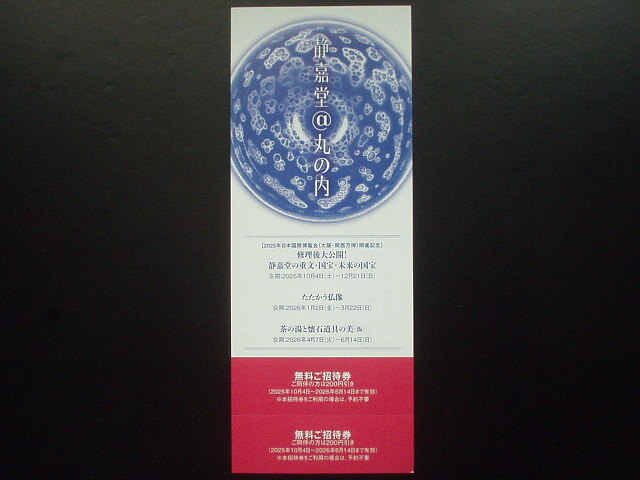 静嘉堂@丸の内
［2025年日本国際博覧会（大阪・関西万博）開催記念］
修理後大公開！
静嘉堂の重文・国宝・未来の国宝
会期：2025年10月4日（土）～12月21日（日）
たたかう仏像
会期：2026年1月2日（金）～3月22日（日）
茶の湯と懐石道具の美（仮）
会期：2026年4月7日（火）～6月14日（日）
無料ご招待券
ご同伴の方は200円引き
（2025年10月4日～2026年6月14日まで有効）
※本招待券をご利用の場合は、予約不要
無料ご招待券
ご同伴の方は200円引き
（2025年10月4日～2026年6月14日まで有効）
※本招待券をご利用の場合は、予約不要